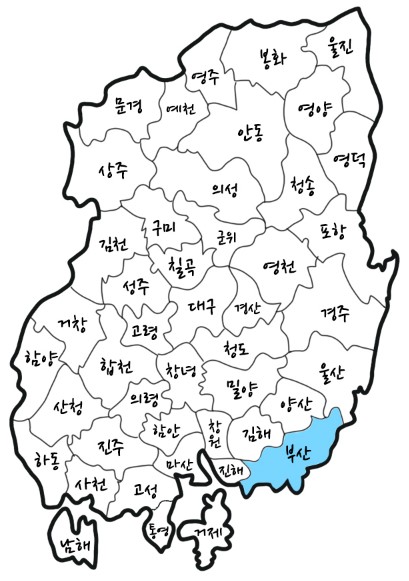 울진
봉화
영주
문경
예천
영양
안동
영덕
상주
의성
청송
구미
군위
포항
김천
칠곡
영천
성주
대구
경산
경주
거창
고령
청도
함양
합천
창녕
밀양
울산
산청
의령
양산
함안
창원
김해
진주
부산
하동
마산
진해
사천
고성
통영
거제
남해